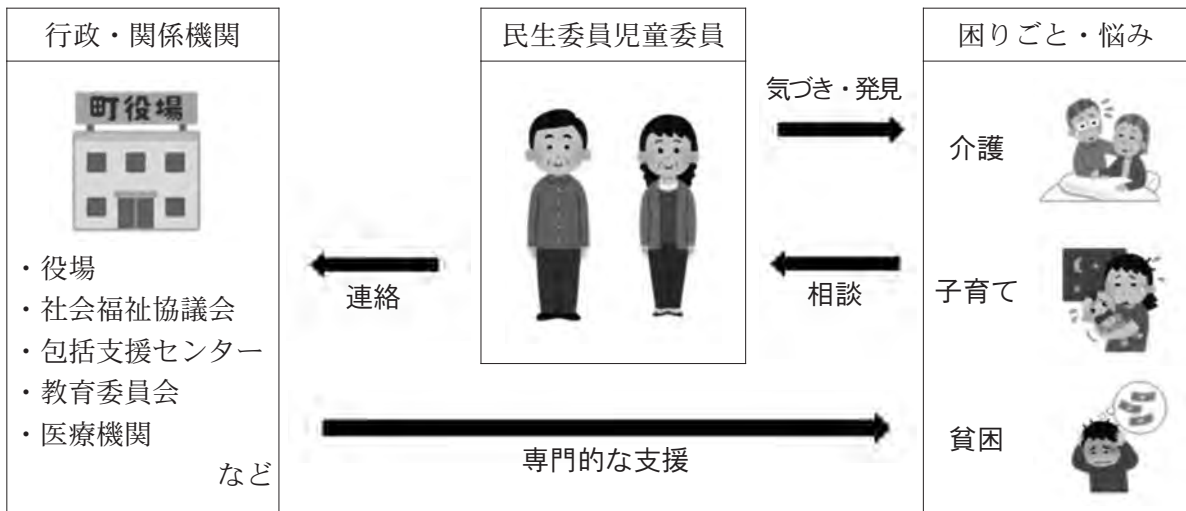 行政・関係機関
町役場
・役場
・社会福祉協議会
・包括支援センター
・教育委員会
・医療機関
など
連絡
民生委員児童委員
気づき・発見
相談
専門的な支援
困りごと・悩み
介護
子育て
貧困